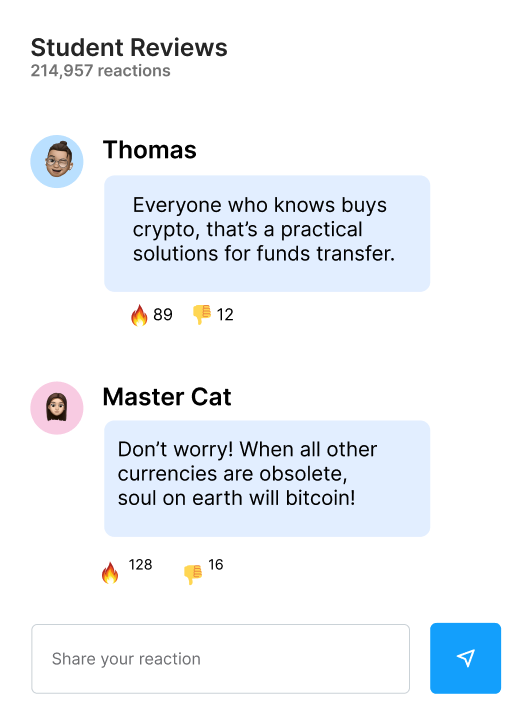 Student Reviews
214,957 reactions
Thomas
Everyone who knows buys
crypto, that’s a practical
solutions for funds transfer.
89 12
Master Cat
Don’t worry! When all other
currencies are obsolete,
soul on earth will bitcoin!
128 16
Share your reaction